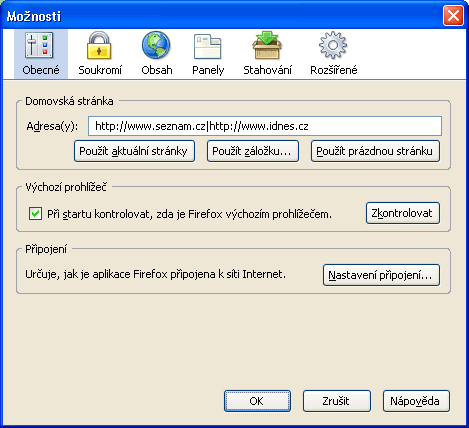 Možnosti
Obecné Soukromí Obsah Panely Stahování Rozšířené
Domovská stránka
Adresa(y): http://www.seznam.cz|http://www.idnes.cz
Použít aktuální stránky Použít záložku... Použít prázdnou stránku
Výchozí prohlížeč
Při startu kontrolovat, zda je Firefox výchozím prohlížečem. Zkontrolovat
Připojení
Určuje, jak je aplikace Firefox připojena k síti Internet. Nastavení připojení...
OK Zrušit Nápověda